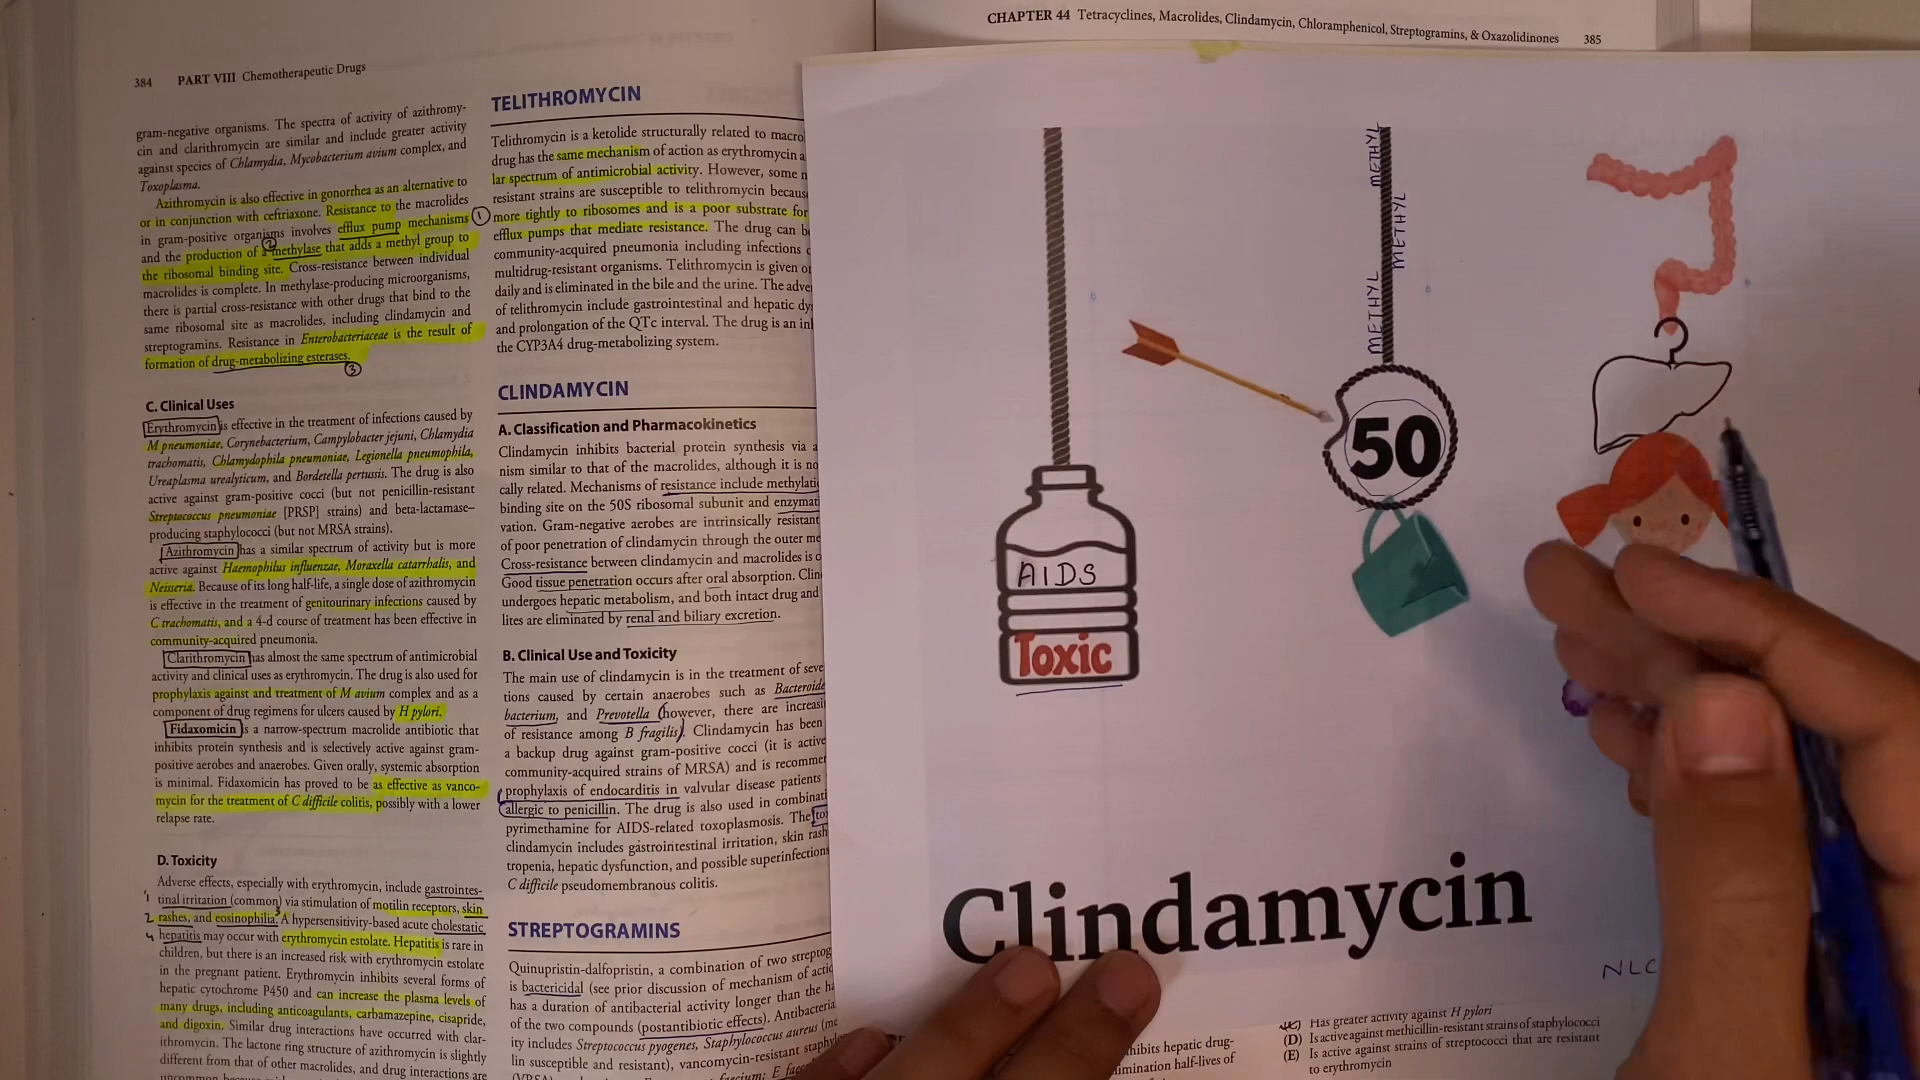 384 PART VIII Chemotherapeutic Drugs
gram-negative organisms. The spectra of activity of azithromy-
cin and clarithromycin are similar and include greater activity
against species of Chlamydia, Mycobacterium avium complex, and
Toxoplasma.
Azithromycin is also effective in gonorrhea as an alternative to
or in conjunction with ceftriaxone. Resistance to the macrolides
in gram-positive organisms involves efflux pump mechanisms 1
2
and the production of a methylase that adds a methyl group to
the ribosomal binding site. Cross-resistance between individual
macrolides is complete. In methylase-producing microorganisms,
there is partial cross-resistance with other drugs that bind to the
same ribosomal site as macrolides, including clindamycin and
streptogramins. Resistance in Enterobacteriaceae is the result of
formation of drug-metabolizing esterases.
3
C. Clinical Uses
Erythromycin is effective in the treatment of infections caused by
M pneumoniae, Corynebacterium, Campylobacter jejuni, Chlamydia
trachomatis, Chlamydophila pneumoniae, Legionella pneumophila,
Ureaplasma urealyticum, and Bordetella pertussis. The drug is also
active against gram-positive cocci (but not penicillin-resistant
Streptococcus pneumoniae [PRSP] strains) and beta-lactamase–
producing staphylococci (but not MRSA strains).
Azithromycin has a similar spectrum of activity but is more
active against Haemophilus influenzae, Moraxella catarrhalis, and
Neisseria. Because of its long half-life, a single dose of azithromycin
is effective in the treatment of genitourinary infections caused by
C trachomatis, and a 4-d course of treatment has been effective in
community-acquired pneumonia.
Clarithromycin has almost the same spectrum of antimicrobial
activity and clinical uses as erythromycin. The drug is also used for
prophylaxis against and treatment of M avium complex and as a
component of drug regimens for ulcers caused by H pylori.
Fidaxomicin is a narrow-spectrum macrolide antibiotic that
inhibits protein synthesis and is selectively active against gram-
positive aerobes and anaerobes. Given orally, systemic absorption
is minimal. Fidaxomicin has proved to be as effective as vanco-
mycin for the treatment of C difficile colitis, possibly with a lower
relapse rate.
D. Toxicity
Adverse effects, especially with erythromycin, include gastrointes-
1 tinal irritation (common) via stimulation of motilin receptors, skin
2 rashes, and eosinophilia. 3 A hypersensitivity-based acute cholestatic
4 hepatitis may occur with erythromycin estolate. Hepatitis is rare in
children, but there is an increased risk with erythromycin estolate
in the pregnant patient. Erythromycin inhibits several forms of
hepatic cytochrome P450 and can increase the plasma levels of
many drugs, including anticoagulants, carbamazepine, cisapride,
and digoxin. Similar drug interactions have occurred with clar-
ithromycin. The lactone ring structure of azithromycin is slightly
different from that of other macrolides, and drug interactions are
TELITHROMYCIN
Telithromycin is a ketolide structurally related to macro
drug has the same mechanism of action as erythromycin a
lar spectrum of antimicrobial activity. However, some
resistant strains are susceptible to telithromycin becaus
more tightly to ribosomes and is a poor substrate for
efflux pumps that mediate resistance. The drug can b
community-acquired pneumonia including infections
multidrug-resistant organisms. Telithromycin is given o
daily and is eliminated in the bile and the urine. The adve
of telithromycin include gastrointestinal and hepatic dy
and prolongation of the QTc interval. The drug is an inl
the CYP3A4 drug-metabolizing system.
CLINDAMYCIN
A. Classification and Pharmacokinetics
Clindamycin inhibits bacterial protein synthesis via a
nism similar to that of the macrolides, although it is no
cally related. Mechanisms of resistance include methylati
binding site on the 50S ribosomal subunit and enzymat
vation. Gram-negative aerobes are intrinsically resistant
of poor penetration of clindamycin through the outer me
Cross-resistance between clindamycin and macrolides is c
Good tissue penetration occurs after oral absorption. Clin
undergoes hepatic metabolism, and both intact drug and
lites are eliminated by renal and biliary excretion.
B. Clinical Use and Toxicity
The main use of clindamycin is in the treatment of seve
tions caused by certain anaerobes such as Bacteroide
bacterium, and Prevotella (however, there are increasi
of resistance among B fragilis). Clindamycin has been
a backup drug against gram-positive cocci (it is active
community-acquired strains of MRSA) and is recommen
prophylaxis of endocarditis in valvular disease patients
allergic to penicillin. The drug is also used in combinati
pyrimethamine for AIDS-related toxoplasmosis. The to
clindamycin includes gastrointestinal irritation, skin rash
tropenia, hepatic dysfunction, and possible superinfection
C difficile pseudomembranous colitis.
STREPTOGRAMINS
Quinupristin-dalfopristin, a combination of two streptog
is bactericidal (see prior discussion of mechanism of actio
has a duration of antibacterial activity longer than the ha
of the two compounds (postantibiotic effects). Antibacteria
ity includes Streptococcus pyogenes, Staphylococcus aureus (me
lin susceptible and resistant), vancomycin-resistant staphyl
CHAPTER 44 Tetracyclines, Macrolides, Clindamycin, Chloramphenicol, Streptogramins, & Oxazolidinones 385
METHYL
METHYL
METHYL
50
AIDS
Toxic
Clindamycin
NLC
hibits hepatic drug-
mination half-lives of
(C) Has greater activity against H pylori
(D) Is active against methicillin-resistant strains of staphylococci
(E) Is active against strains of streptococci that are resistant
to erythromycin